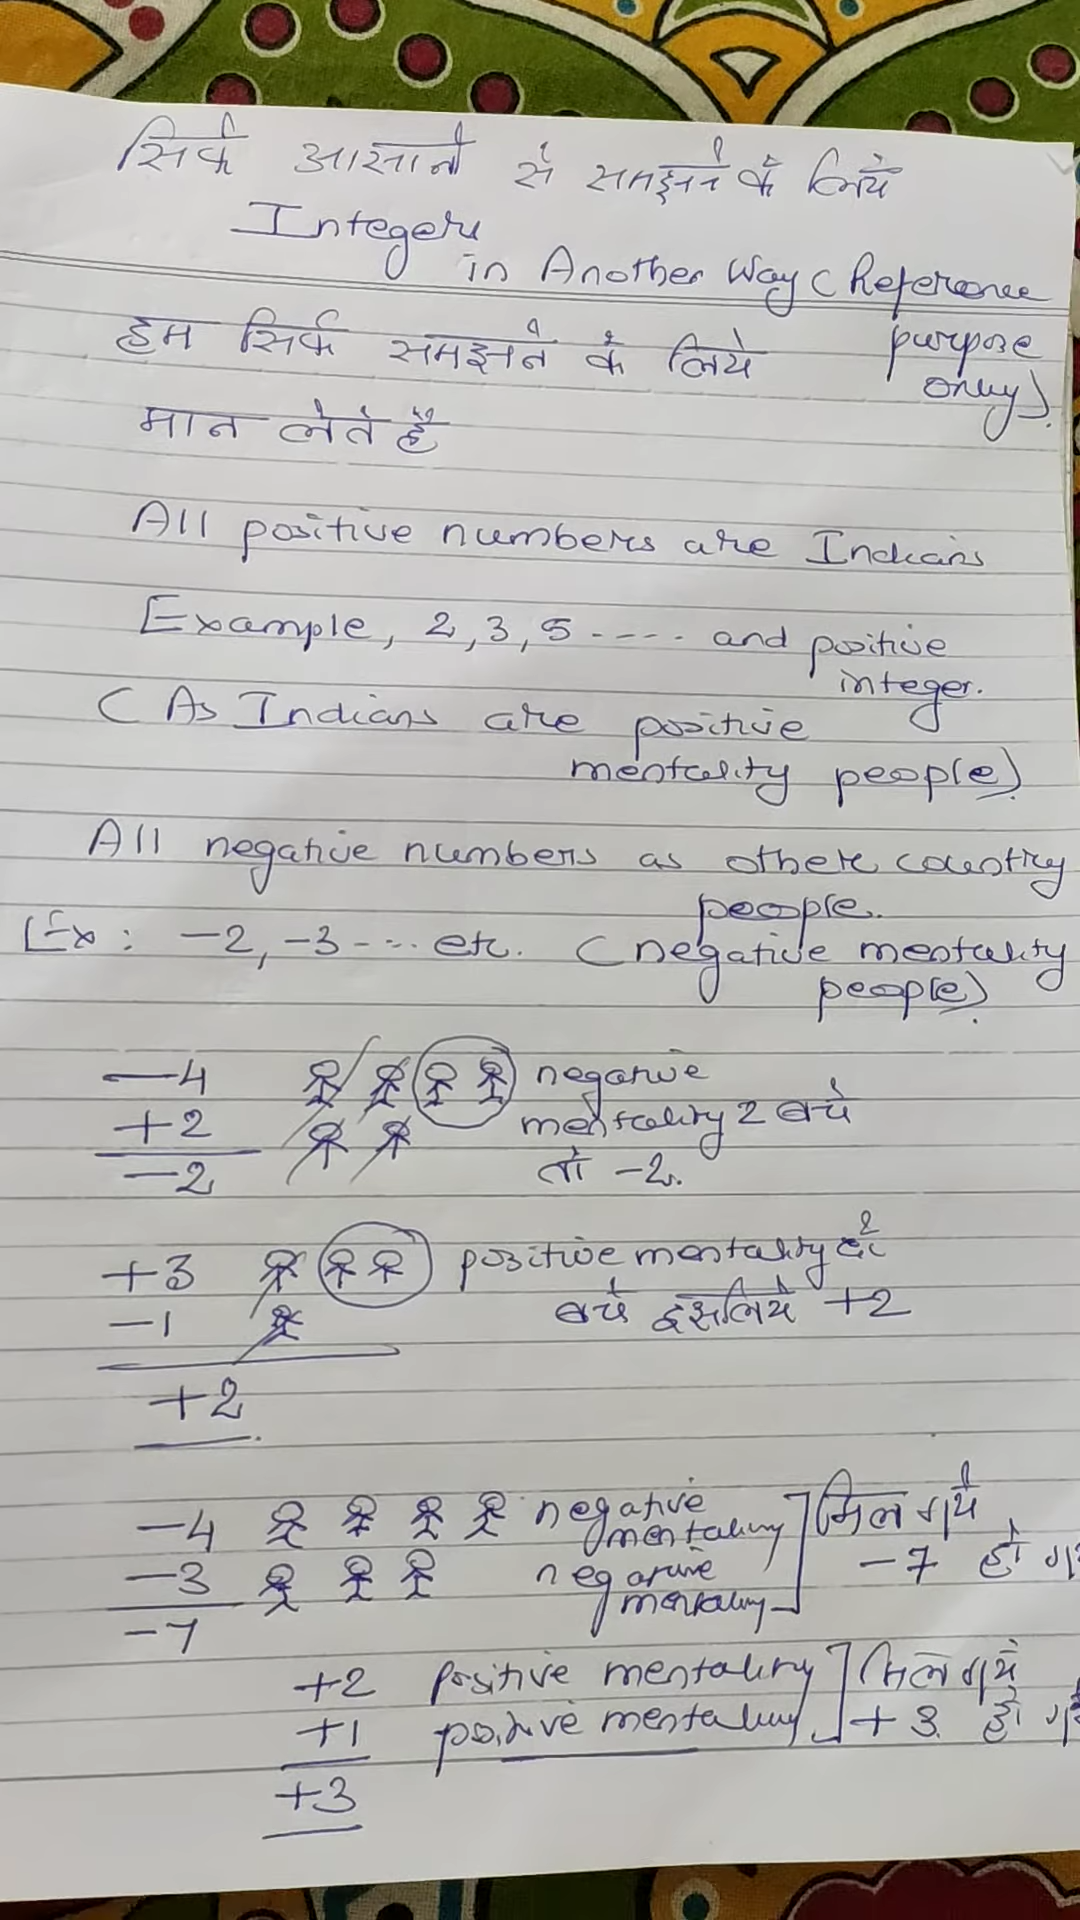 सिर्फ आसानी से समझने के लिये
Integers
in Another Way ( Reference
purpose
only).
हम सिर्फ समझने के लिये
मान लेते है
All positive numbers are Indians
Example, 2, 3, 5 ---- and positive
integer.
( As Indians are positive
mentality people).
All negative numbers as other country
people.
Ex : -2, -3 --- etc. ( negative mentality
people).
-4 negative
+2 mentality 2 बचे
-2 तो -2.
+3 positive mentality के 2
-1 बचे इसलिये +2
+2
-4 negative mentality ] मिल गये
-3 negative mentality ] -7 हो
-7
+2 positive mentality ] मिल गये
+1 positive mentality ] +3 हो
+3